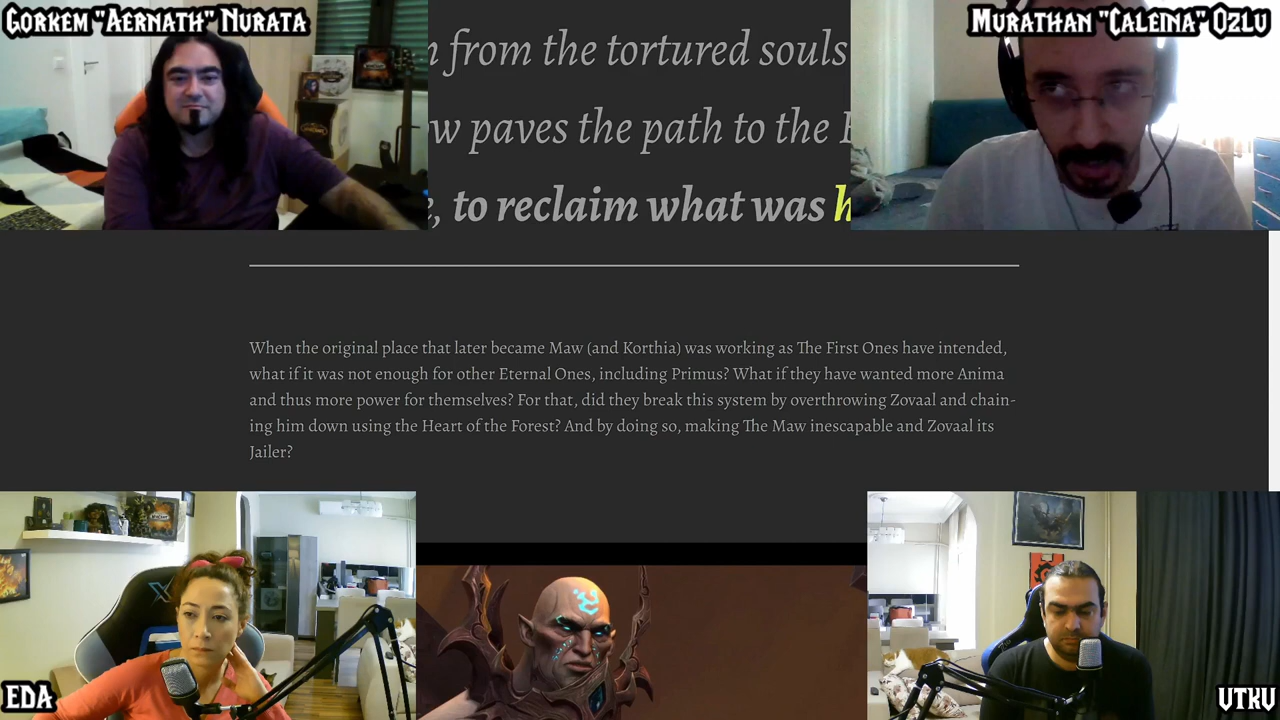 GORKEM "AERNATH" NURATA
from the tortured souls
MURATHAN "CALEINA" OZLU
w paves the path to the
, to reclaim what was h
When the original place that later became Maw (and Korthia) was working as The First Ones have intended,
what if it was not enough for other Eternal Ones, including Primus? What if they have wanted more Anima
and thus more power for themselves? For that, did they break this system by overthrowing Zovaal and chain-
ing him down using the Heart of the Forest? And by doing so, making The Maw inescapable and Zovaal its
Jailer?
EDA
UTKU